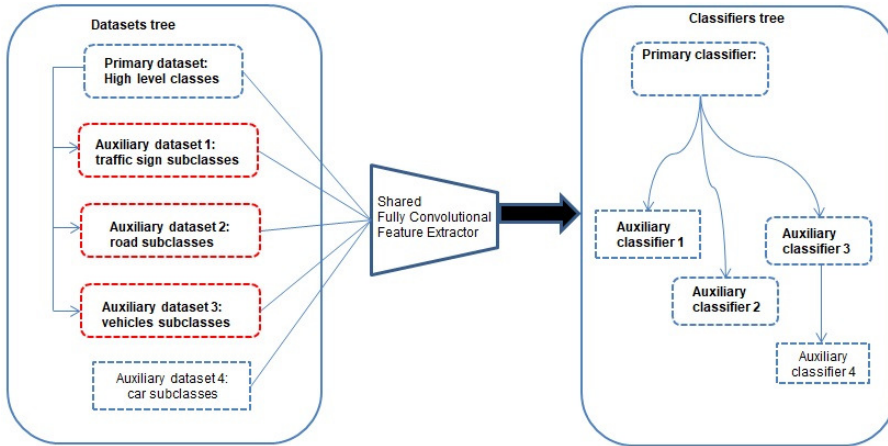 Datasets tree
Primary dataset:
High level classes
Auxiliary dataset 1:
traffic sign subclasses
Auxiliary dataset 2:
road subclasses
Auxiliary dataset 3:
vehicles subclasses
Auxiliary dataset 4:
car subclasses
Shared
Fully Convolutional
Feature Extractor
Classifiers tree
Primary classifier:
Auxiliary
classifier 1
Auxiliary
classifier 2
Auxiliary
classifier 3
Auxiliary
classifier 4